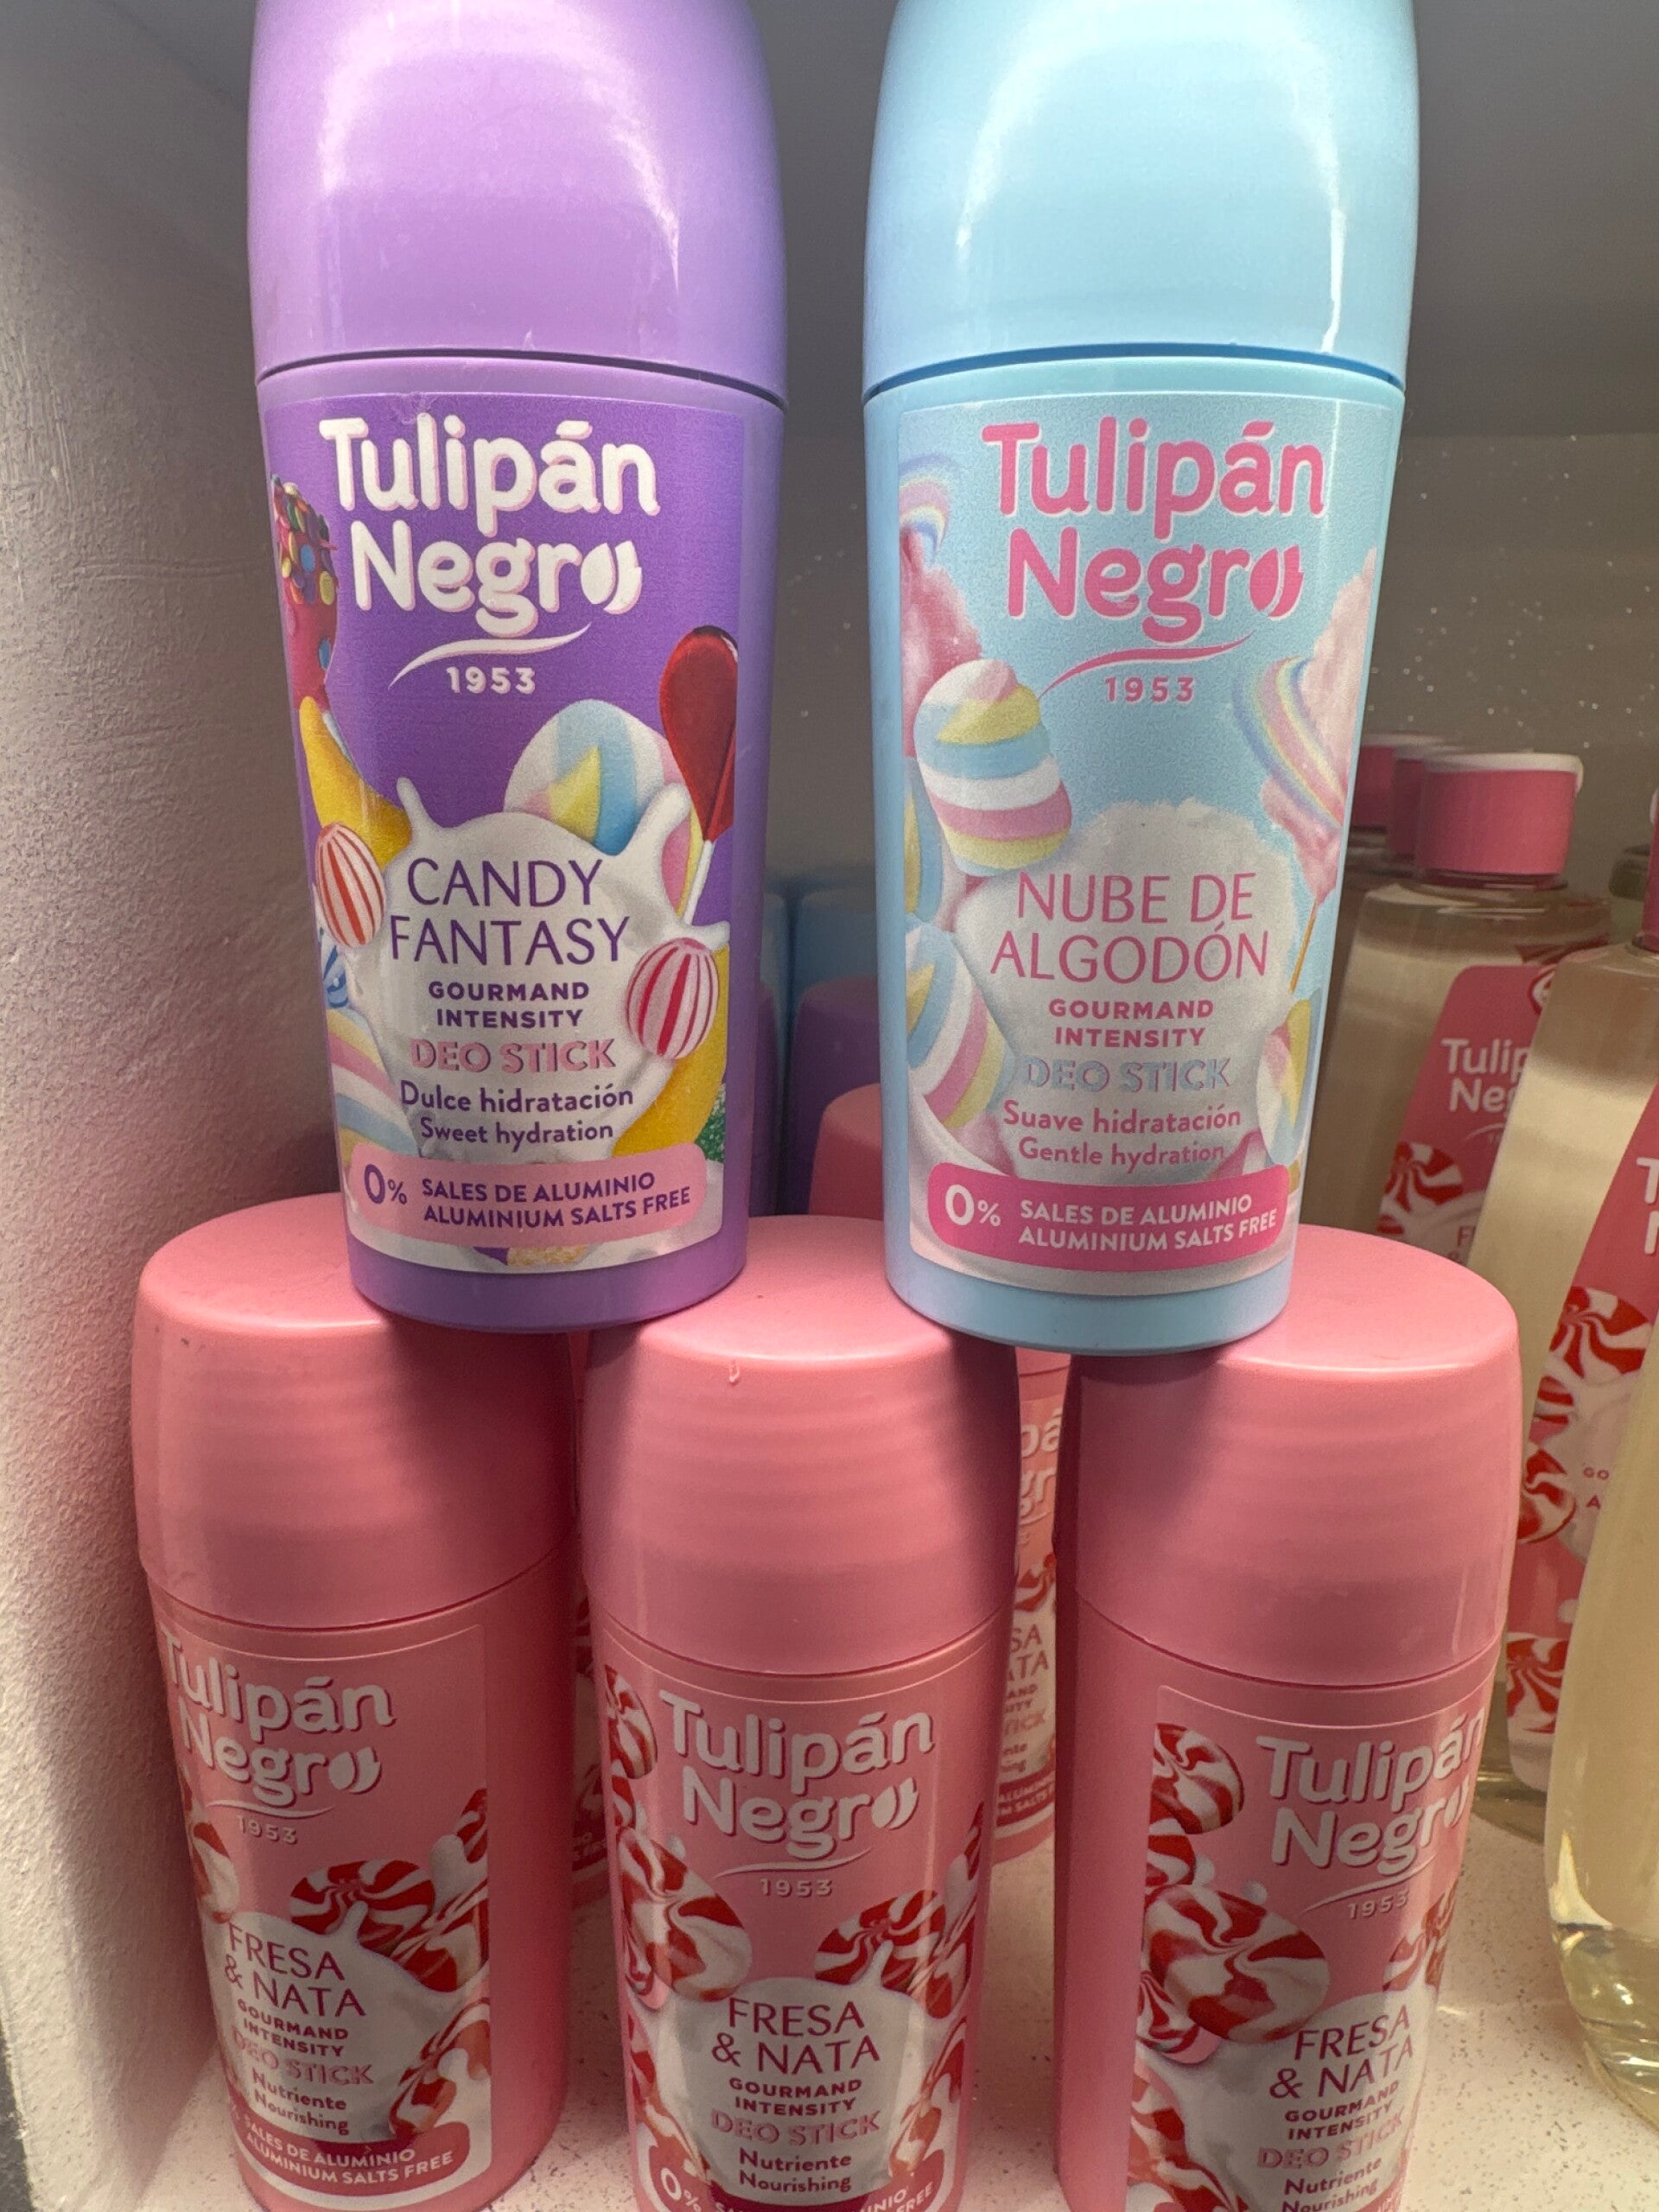 Tulipán
Negro
1953
CANDY
FANTASY
GOURMAND
INTENSITY
DEO STICK
Dulce hidratación
Sweet hydration
0% SALES DE ALUMINIO
ALUMINIUM SALTS FREE
Tulipán
Negro
1953
NUBE DE
ALGODÓN
GOURMAND
INTENSITY
DEO STICK
Suave hidratación
Gentle hydration
0% SALES DE ALUMINIO
ALUMINIUM SALTS FREE
Tulipán
Negro
1953
FRESA
& NATA
GOURMAND
INTENSITY
DEO STICK
Nutriente
Nourishing
SALES DE ALUMINIO
ALUMINIUM SALTS FREE
Tulipán
Negro
1953
FRESA
& NATA
GOURMAND
INTENSITY
DEO STICK
Nutriente
Nourishing
0%
Tulipán
Negro
1953
FRESA
& NATA
GOURMAND
INTENSITY
DEO STICK
Nutriente
Nourishing